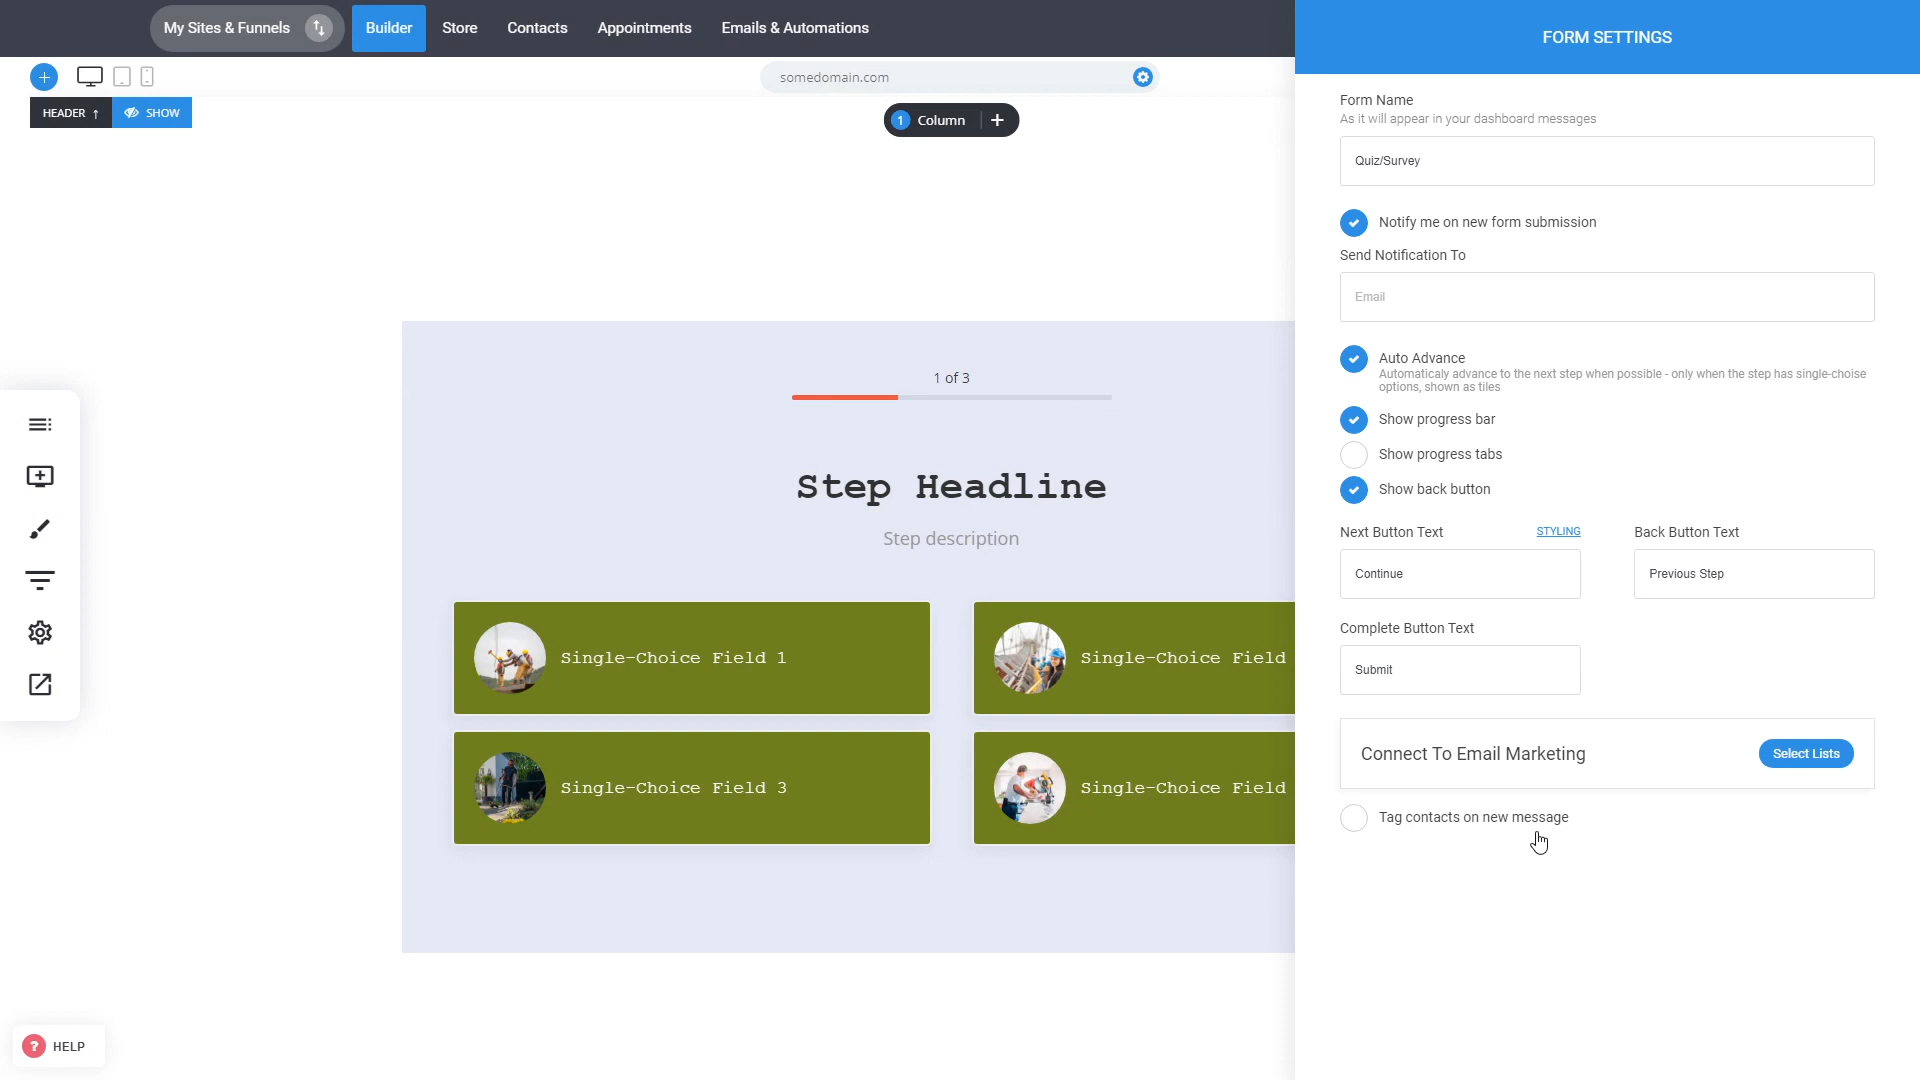 My Sites & Funnels
Builder
Store
Contacts
Appointments
Emails & Automations
FORM SETTINGS
somedomain.com
HEADER ↑
SHOW
1 Column +
Form Name
As it will appear in your dashboard messages
Quiz/Survey
Notify me on new form submission
Send Notification To
Email
Auto Advance
Automaticaly advance to the next step when possible - only when the step has single-choise
options, shown as tiles
Show progress bar
Show progress tabs
Show back button
Next Button Text
STYLING
Back Button Text
Continue
Previous Step
Complete Button Text
Submit
Connect To Email Marketing
Select Lists
Tag contacts on new message
1 of 3
Step Headline
Step description
Single-Choice Field 1
Single-Choice Field
Single-Choice Field 3
Single-Choice Field
? HELP